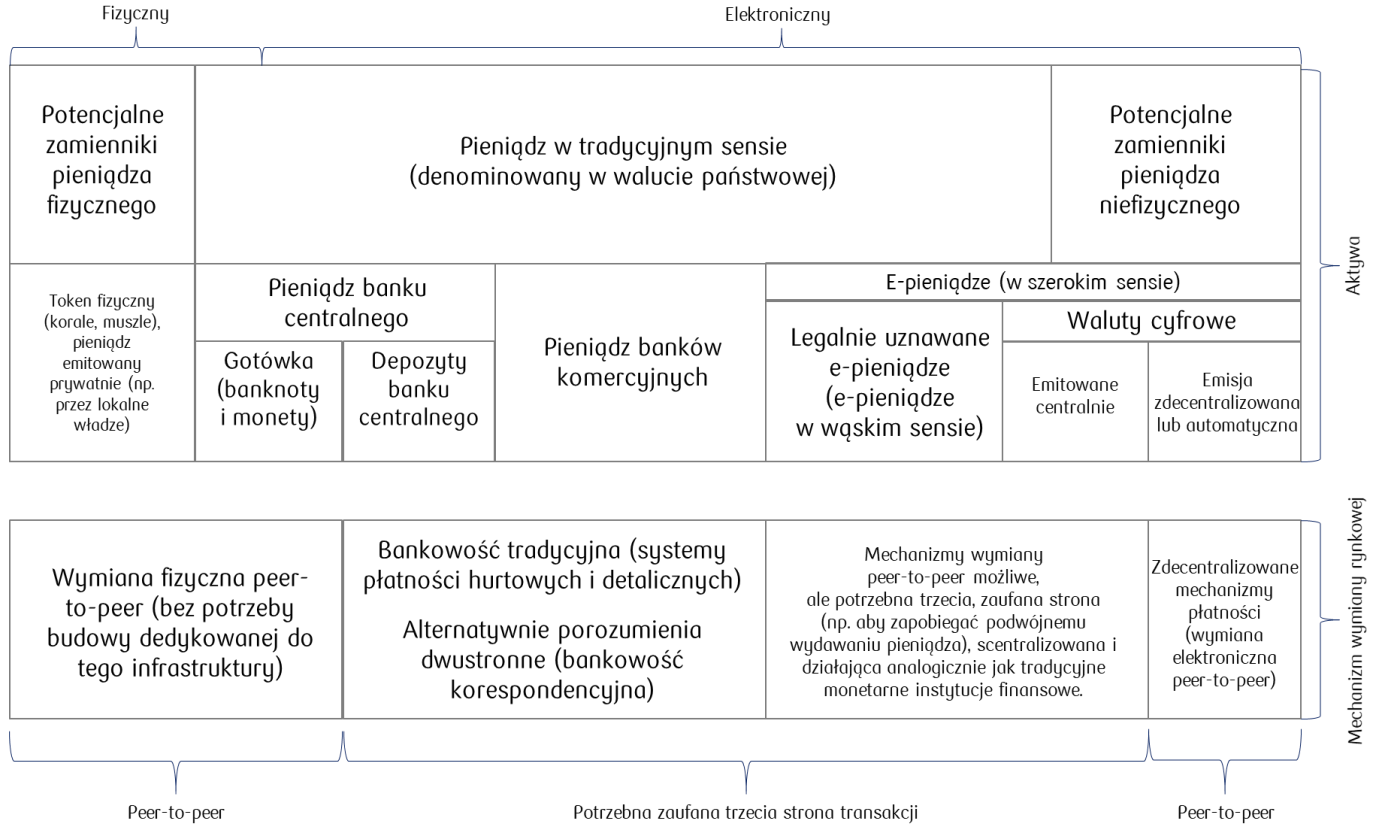 Fizyczny
Elektroniczny
Potencjalne
zamienniki
pieniądza
fizycznego
Pieniądz w tradycyjnym sensie
(denominowany w walucie państwowej)
Potencjalne
zamienniki
pieniądza
niefizycznego
Aktywa
Token fizyczny
(korale, muszle),
pieniądz
emitowany
prywatnie (np.
przez lokalne
władze)
Pieniądz banku
centralnego
Gotówka
(banknoty
i monety)
Depozyty
banku
centralnego
Pieniądz banków
komercyjnych
E-pieniądze (w szerokim sensie)
Legalnie uznawane
e-pieniądze
(e-pieniądze
w wąskim sensie)
Waluty cyfrowe
Emitowane
centralnie
Emisja
zdecentralizowana
lub automatyczna
Wymiana fizyczna peer-
to-peer (bez potrzeby
budowy dedykowanej do
tego infrastruktury)
Bankowość tradycyjna (systemy
płatności hurtowych i detalicznych)
Alternatywnie porozumienia
dwustronne (bankowość
korespondencyjna)
Mechanizmy wymiany
peer-to-peer możliwe,
ale potrzebna trzecia, zaufana strona
(np. aby zapobiegać podwójnemu
wydawaniu pieniądza), scentralizowana i
działająca analogicznie jak tradycyjne
monetarne instytucje finansowe.
Zdecentralizowane
mechanizmy
płatności
(wymiana
elektroniczna
peer-to-peer)
Mechanizm wymiany rynkowej
Peer-to-peer
Potrzebna zaufana trzecia strona transakcji
Peer-to-peer